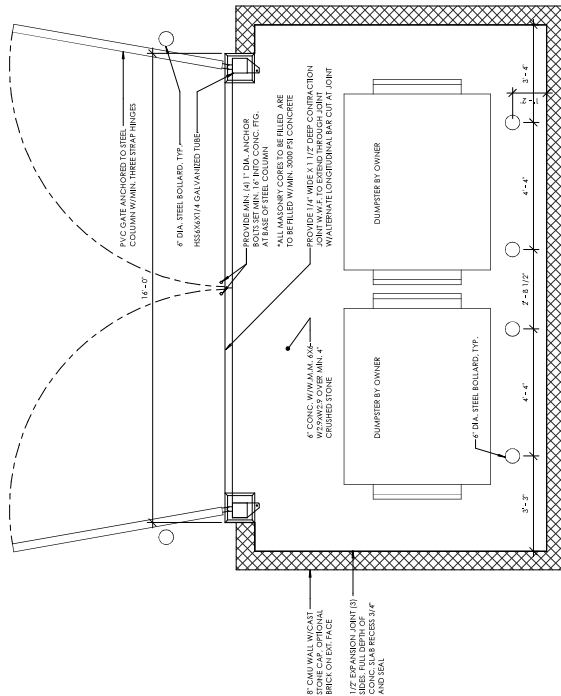 PVC GATE ANCHORED TO STEEL
COLUMN W/MIN. THREE STRAP HINGES
6" DIA. STEEL BOLLARD, TYP.
HSS6X6X1/4 GALVANIZED TUBE
16' - 0"
PROVIDE MIN. (4) 1" DIA. ANCHOR
BOLTS SET MIN. 16" INTO CONC. FTG.
AT BASE OF STEEL COLUMN
*ALL MASONRY CORES TO BE FILLED ARE
TO BE FILLED W/MIN. 3000 PSI CONCRETE
PROVIDE 1/4" WIDE X 1 1/2" DEEP CONTRACTION
JOINT W.W.F. TO EXTEND THROUGH JOINT
W/ALTERNATE LONGITUDINAL BAR CUT AT JOINT
6" CONC. W/W.M.M. 6X6-
W2.9xW2.9 OVER MIN. 4"
CRUSHED STONE
DUMPSTER BY OWNER
DUMPSTER BY OWNER
6" DIA. STEEL BOLLARD, TYP.
3' - 3"
4' - 4"
2' - 8 1/2"
4' - 4"
3' - 4"
8" CMU WALL W/CAST
STONE CAP, OPTIONAL
BRICK ON EXT. FACE
1/2" EXPANSION JOINT (3)
SIDES, FULL DEPTH OF
CONC. SLAB RECESS 3/4"
AND SEAL